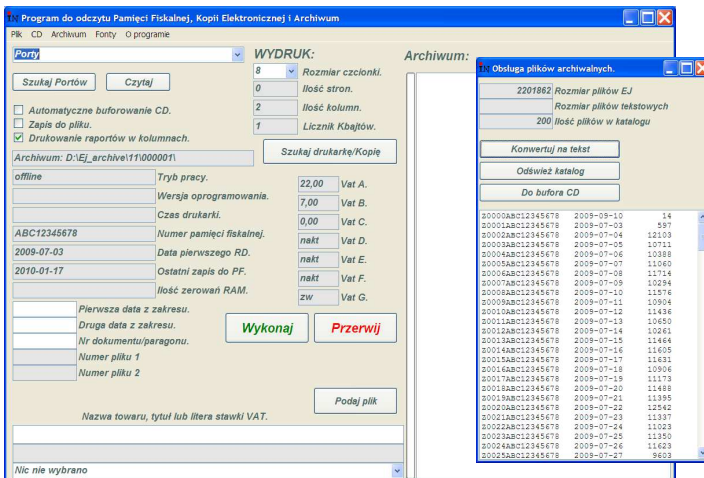 Program do odczytu Pamięci Fiskalnej, Kopii Elektronicznej i Archiwum
Plik CD Archiwum Fonty O programie
Porty
Szukaj Portów Czytaj
Automatyczne buforowanie CD.
Zapis do pliku.
Drukowanie raportów w kolumnach.
Archiwum: D:\Ej_archive\11\000001\
WYDRUK:
8 Rozmiar czcionki.
0 Ilość stron.
2 Ilość kolumn.
1 Licznik Kbajtów.
Szukaj drukarkę/Kopię
offline Tryb pracy.
Wersja oprogramowania.
Czas drukarki.
ABC12345678 Numer pamięci fiskalnej.
2009-07-03 Data pierwszego RD.
2010-01-17 Ostatni zapis do PF.
Ilość zerowań RAM.
22,00 Vat A.
7,00 Vat B.
0,00 Vat C.
nakt Vat D.
nakt Vat E.
nakt Vat F.
zw Vat G.
Pierwsza data z zakresu.
Druga data z zakresu.
Nr dokumentu/paragonu.
Numer pliku 1
Numer pliku 2
Wykonaj Przerwij
Podaj plik
Nazwa towaru, tytuł lub litera stawki VAT.
Nic nie wybrano
Archiwum:
Obsługa plików archiwalnych.
2201862 Rozmiar plików EJ
Rozmiar plików tekstowych
200 Ilość plików w katalogu
Konwertuj na tekst
Odśwież katalog
Do bufora CD
Z0000ABC12345678 2009-09-10 14
Z0001ABC12345678 2009-07-03 597
Z0002ABC12345678 2009-07-04 12103
Z0003ABC12345678 2009-07-05 10711
Z0004ABC12345678 2009-07-06 10388
Z0005ABC12345678 2009-07-07 11060
Z0006ABC12345678 2009-07-08 11714
Z0007ABC12345678 2009-07-09 10294
Z0008ABC12345678 2009-07-10 11576
Z0009ABC12345678 2009-07-11 10904
Z0010ABC12345678 2009-07-12 11436
Z0011ABC12345678 2009-07-13 10650
Z0012ABC12345678 2009-07-14 10261
Z0013ABC12345678 2009-07-15 11464
Z0014ABC12345678 2009-07-16 11605
Z0015ABC12345678 2009-07-17 11631
Z0016ABC12345678 2009-07-18 10906
Z0017ABC12345678 2009-07-19 11173
Z0018ABC12345678 2009-07-20 11488
Z0019ABC12345678 2009-07-21 11395
Z0020ABC12345678 2009-07-22 12542
Z0021ABC12345678 2009-07-23 11337
Z0022ABC12345678 2009-07-24 11023
Z0023ABC12345678 2009-07-25 11350
Z0024ABC12345678 2009-07-26 11623
Z0025ABC12345678 2009-07-27 9603